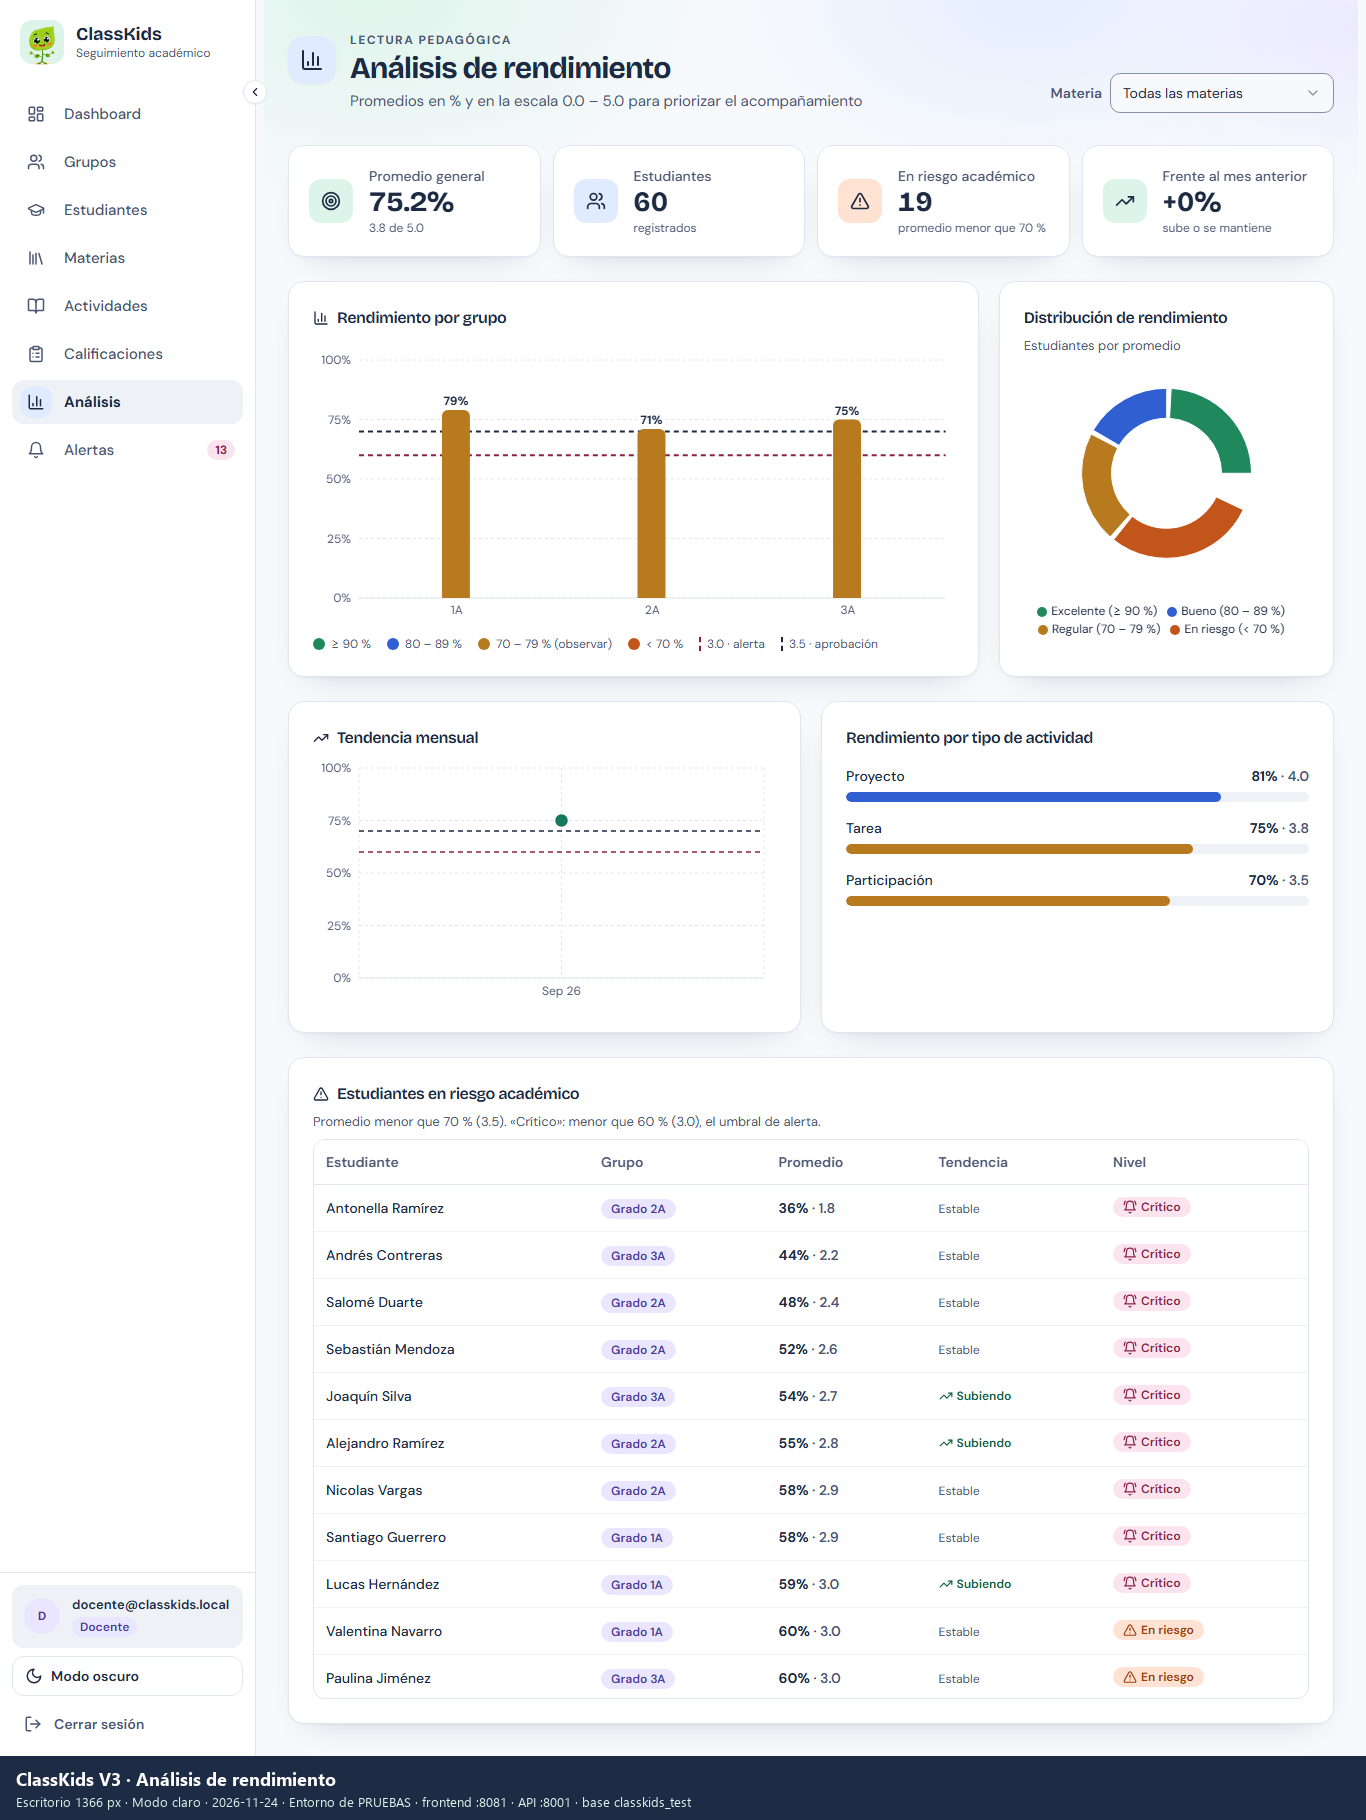 ClassKids
Seguimiento académico
Dashboard
Grupos
Estudiantes
Materias
Actividades
Calificaciones
Análisis
Alertas 13
docente@classkids.local
D
Docente
Modo oscuro
Cerrar sesión
LECTURA PEDAGÓGICA
Análisis de rendimiento
Promedios en % y en la escala 0.0 – 5.0 para priorizar el acompañamiento
Materia Todas las materias
Promedio general
75.2%
3.8 de 5.0
Estudiantes
60
registrados
En riesgo académico
19
promedio menor que 70 %
Frente al mes anterior
+0%
sube o se mantiene
Rendimiento por grupo
100%
75%
50%
25%
0%
79%
71%
75%
1A 2A 3A
≥ 90 % 80 – 89 % 70 – 79 % (observar) < 70 % 3.0 · alerta 3.5 · aprobación
Distribución de rendimiento
Estudiantes por promedio
Excelente (≥ 90 %) Bueno (80 – 89 %)
Regular (70 – 79 %) En riesgo (< 70 %)
Tendencia mensual
100%
75%
50%
25%
0%
Sep 26
Rendimiento por tipo de actividad
Proyecto 81% · 4.0
Tarea 75% · 3.8
Participación 70% · 3.5
Estudiantes en riesgo académico
Promedio menor que 70 % (3.5). «Crítico»: menor que 60 % (3.0), el umbral de alerta.
Estudiante Grupo Promedio Tendencia Nivel
Antonella Ramírez Grado 2A 36% · 1.8 Estable Crítico
Andrés Contreras Grado 3A 44% · 2.2 Estable Crítico
Salomé Duarte Grado 2A 48% · 2.4 Estable Crítico
Sebastián Mendoza Grado 2A 52% · 2.6 Estable Crítico
Joaquín Silva Grado 3A 54% · 2.7 Subiendo Crítico
Alejandro Ramírez Grado 2A 55% · 2.8 Subiendo Crítico
Nicolas Vargas Grado 2A 58% · 2.9 Estable Crítico
Santiago Guerrero Grado 1A 58% · 2.9 Estable Crítico
Lucas Hernández Grado 1A 59% · 3.0 Subiendo Crítico
Valentina Navarro Grado 1A 60% · 3.0 Estable En riesgo
Paulina Jiménez Grado 3A 60% · 3.0 Estable En riesgo
ClassKids V3 · Análisis de rendimiento
Escritorio 1366 px · Modo claro · 2026-11-24 · Entorno de PRUEBAS · frontend :8081 · API :8001 · base classkids_test